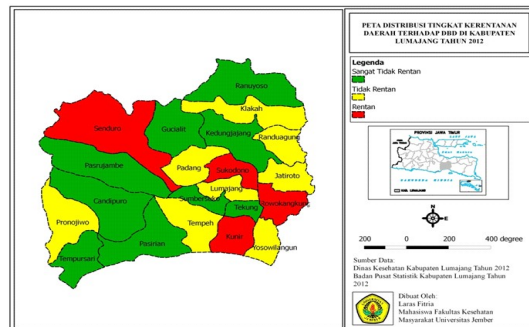 Ranuyoso
Klakah
Senduro
Gucialit
Kedungjajang
Randuagung
Pasrujambe
Padang
Sukodono
Jatiroto
Lumajang
Candipuro
Sumbersuko
Tekung
Rowokangkung
Pronojiwo
Tempeh
Kunir
Pasirian
Yosowilangun
Tempursari
PETA DISTRIBUSI TINGKAT KERENTANAN
DAERAH TERHADAP DBD DI KABUPATEN
LUMAJANG TAHUN 2012
Legenda
Sangat Tidak Rentan
Tidak Rentan
Rentan
PROVINSI JAWA TIMUR
N
E
200 0 200 400 degree
Sumber Data:
Dinas Kesehatan Kabupaten Lumajang Tahun 2012
Badan Pusat Statistik Kabupaten Lumajang Tahun
2012
Dibuat Oleh:
Laras Fitria
Mahasiswa Fakultas Kesehatan
Masyarakat Universitas Jember